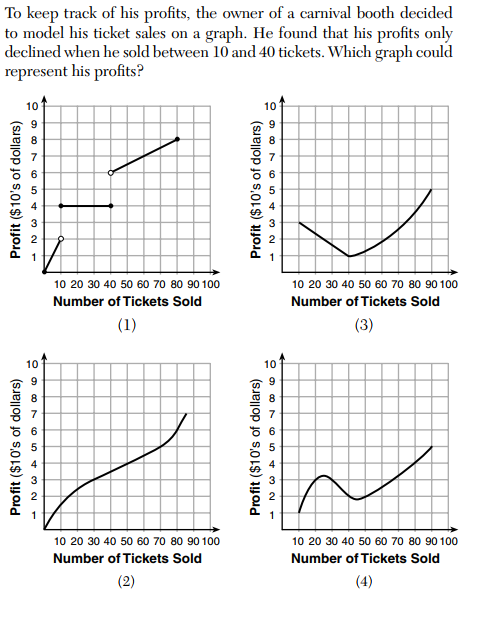 To keep track of his profits, the owner of a carnival booth decided
to model his ticket sales on a graph. He found that his profits only
declined when he sold between 10 and 40 tickets. Which graph could
represent his profits?
10
9
8
7
6
5
4
3
2
1
Profit ($10's of dollars)
10 20 30 40 50 60 70 80 90 100
Number of Tickets Sold
(1)
10
9
8
7
6
5
4
3
2
1
Profit ($10's of dollars)
10 20 30 40 50 60 70 80 90 100
Number of Tickets Sold
(3)
10
9
8
7
6
5
4
3
2
1
Profit ($10's of dollars)
10 20 30 40 50 60 70 80 90 100
Number of Tickets Sold
(2)
10
9
8
7
6
5
4
3
2
1
Profit ($10's of dollars)
10 20 30 40 50 60 70 80 90 100
Number of Tickets Sold
(4)